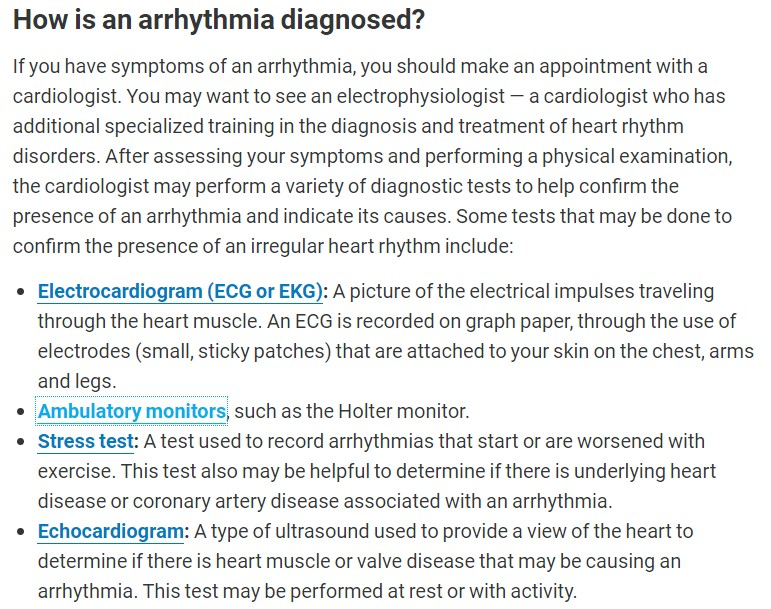 How is an arrhythmia diagnosed?
If you have symptoms of an arrhythmia, you should make an appointment with a
cardiologist. You may want to see an electrophysiologist — a cardiologist who has
additional specialized training in the diagnosis and treatment of heart rhythm
disorders. After assessing your symptoms and performing a physical examination,
the cardiologist may perform a variety of diagnostic tests to help confirm the
presence of an arrhythmia and indicate its causes. Some tests that may be done to
confirm the presence of an irregular heart rhythm include:
• Electrocardiogram (ECG or EKG): A picture of the electrical impulses traveling
through the heart muscle. An ECG is recorded on graph paper, through the use of
electrodes (small, sticky patches) that are attached to your skin on the chest, arms
and legs.
• Ambulatory monitors, such as the Holter monitor.
• Stress test: A test used to record arrhythmias that start or are worsened with
exercise. This test also may be helpful to determine if there is underlying heart
disease or coronary artery disease associated with an arrhythmia.
• Echocardiogram: A type of ultrasound used to provide a view of the heart to
determine if there is heart muscle or valve disease that may be causing an
arrhythmia. This test may be performed at rest or with activity.